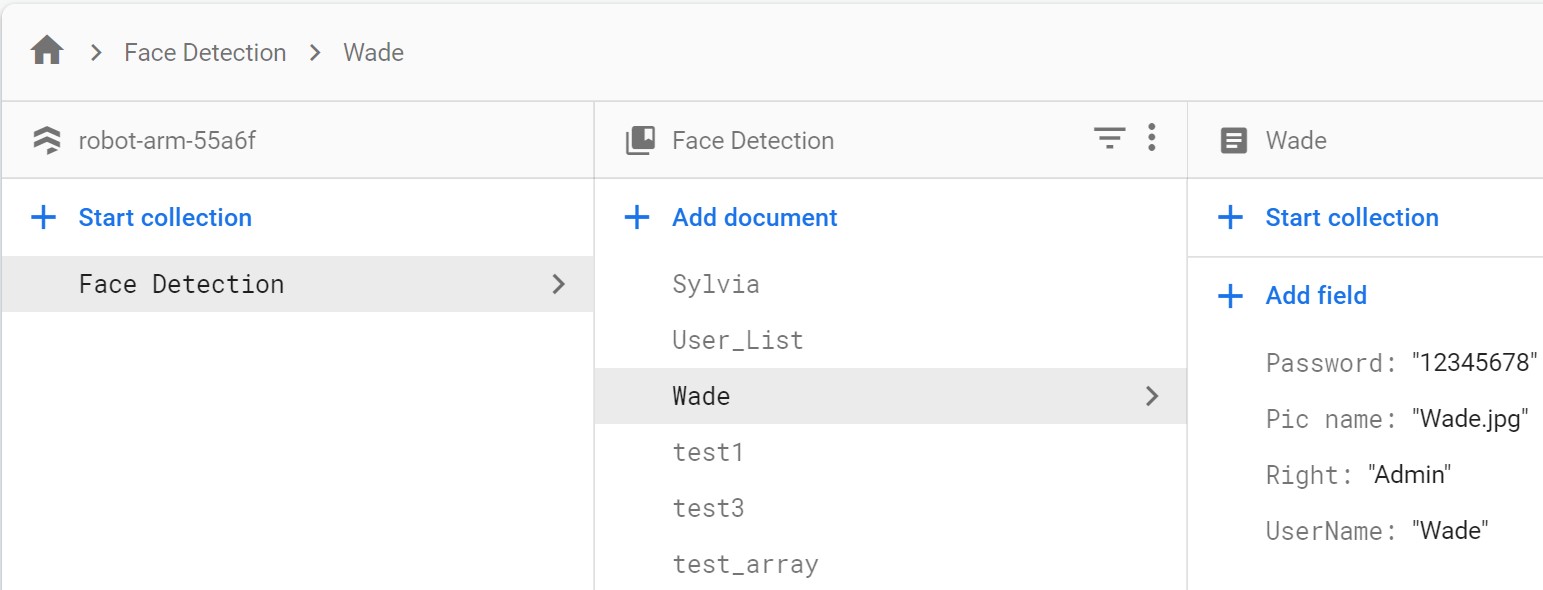 Face Detection Wade
robot-arm-55a6f
Face Detection
Wade
Start collection
Face Detection
Add document
Sylvia
User_List
Wade
test1
test3
test_array
Start collection
Add field
Password: "12345678"
Pic name: "Wade.jpg"
Right: "Admin"
UserName: "Wade"